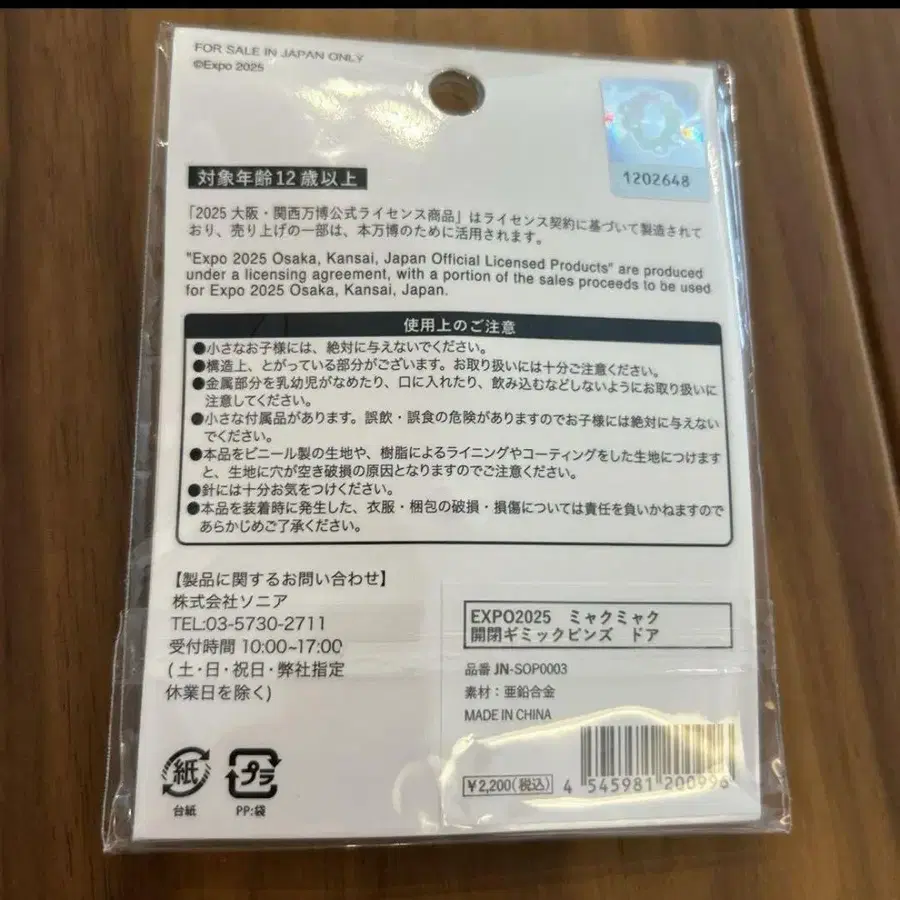 FOR SALE IN JAPAN ONLY
©Expo 2025
1202648
対象年齢12歳以上
「2025 大阪・関西万博公式ライセンス商品」はライセンス契約に基づいて製造されて
おり、売り上げの一部は、本万博のために活用されます。
"Expo 2025 Osaka, Kansai, Japan Official Licensed Products" are produced
under a licensing agreement, with a portion of the sales proceeds to be used
for Expo 2025 Osaka, Kansai, Japan.
使用上のご注意
●小さなお子様には、絶対に与えないでください。
●構造上、とがっている部分がございます。お取り扱いには十分ご注意ください。
●金属部分を乳幼児がなめたり、口に入れたり、飲み込むなどしないようにお取り扱いに
注意してください。
●小さな付属品があります。誤飲・誤食の危険がありますのでお子様には絶対に与えない
でください。
●本品をビニール製の生地や、樹脂によるライニングやコーティングをした生地につけます
と、生地に穴が空き破損の原因となりますのでご注意ください。
●針には十分お気をつけください。
●本品を装着時に発生した、衣服・梱包の破損・損傷については責任を負いかねますので
あらかじめご了承ください。
【製品に関するお問い合わせ】
株式会社ソニア
TEL:03-5730-2711
受付時間 10:00~17:00
(土・日・祝日・弊社指定
休業日を除く)
紙
台紙
プラ
PP:袋
EXPO2025 ミャクミャク
開閉ギミックピンズ ドア
品番 JN-SOP0003
素材：亜鉛合金
MADE IN CHINA
¥2,200(税込)
4 545981 200996